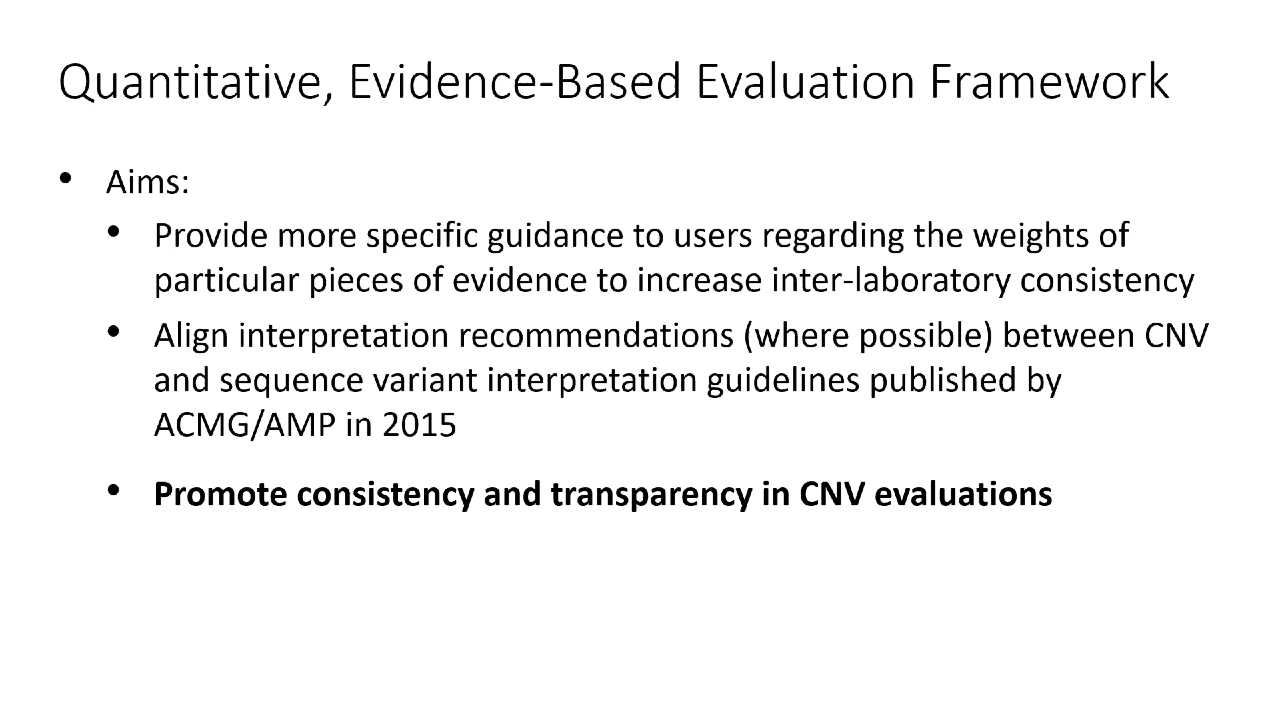 Quantitative, Evidence-Based Evaluation Framework
• Aims:
• Provide more specific guidance to users regarding the weights of
particular pieces of evidence to increase inter-laboratory consistency
• Align interpretation recommendations (where possible) between CNV
and sequence variant interpretation guidelines published by
ACMG/AMP in 2015
• Promote consistency and transparency in CNV evaluations